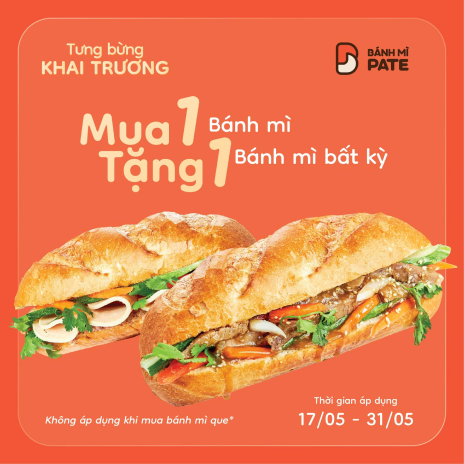 Tưng bừng
KHAI TRƯƠNG
BÁNH MÌ
PATE
Mua 1 Bánh mì
Tặng 1 Bánh mì bất kỳ
Không áp dụng khi mua bánh mì que*
Thời gian áp dụng
17/05 - 31/05